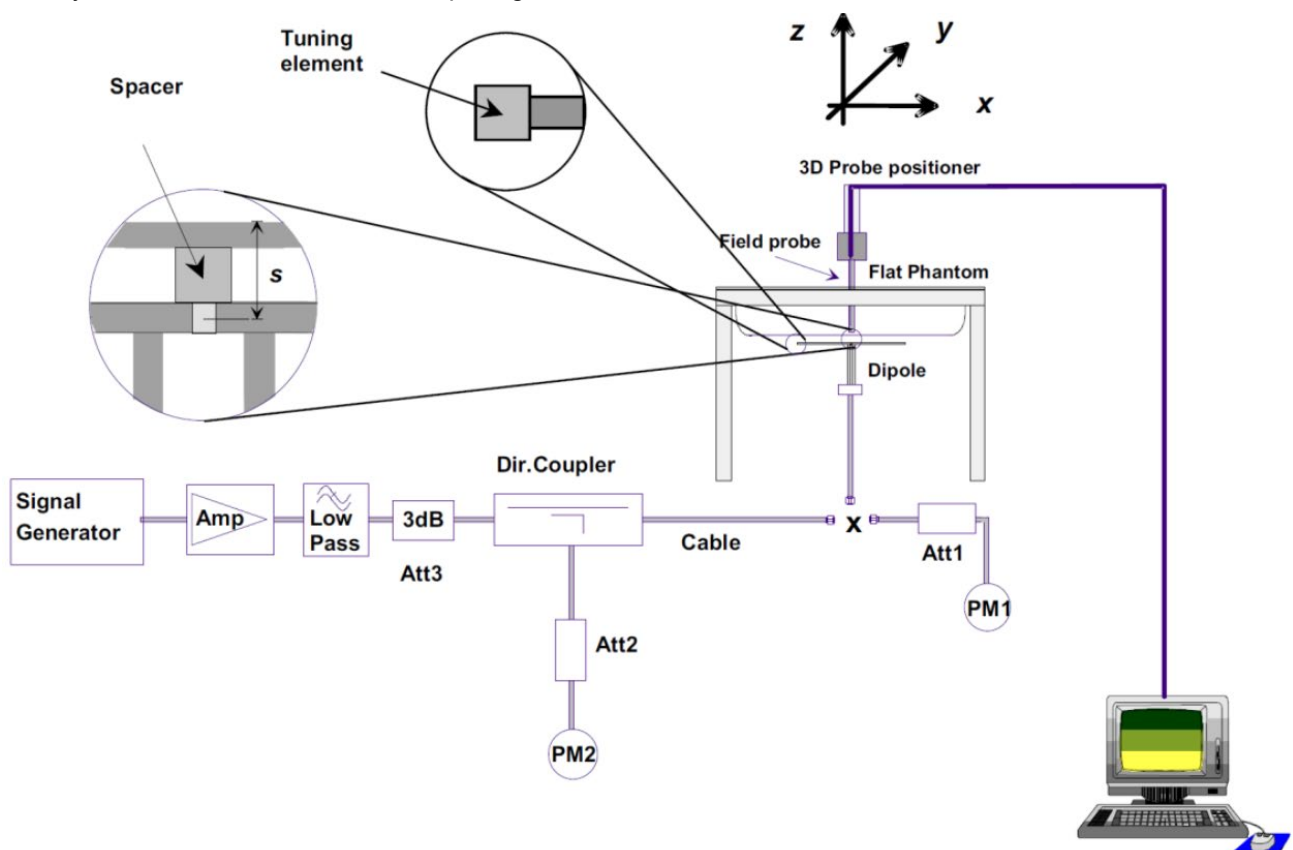 Tuning
element
Spacer
z
y
x
3D Probe positioner
Field probe
Flat Phantom
s
Dipole
Dir.Coupler
Signal
Generator
Amp
Low
Pass
3dB
Att3
Cable
x
Att1
PM1
Att2
PM2